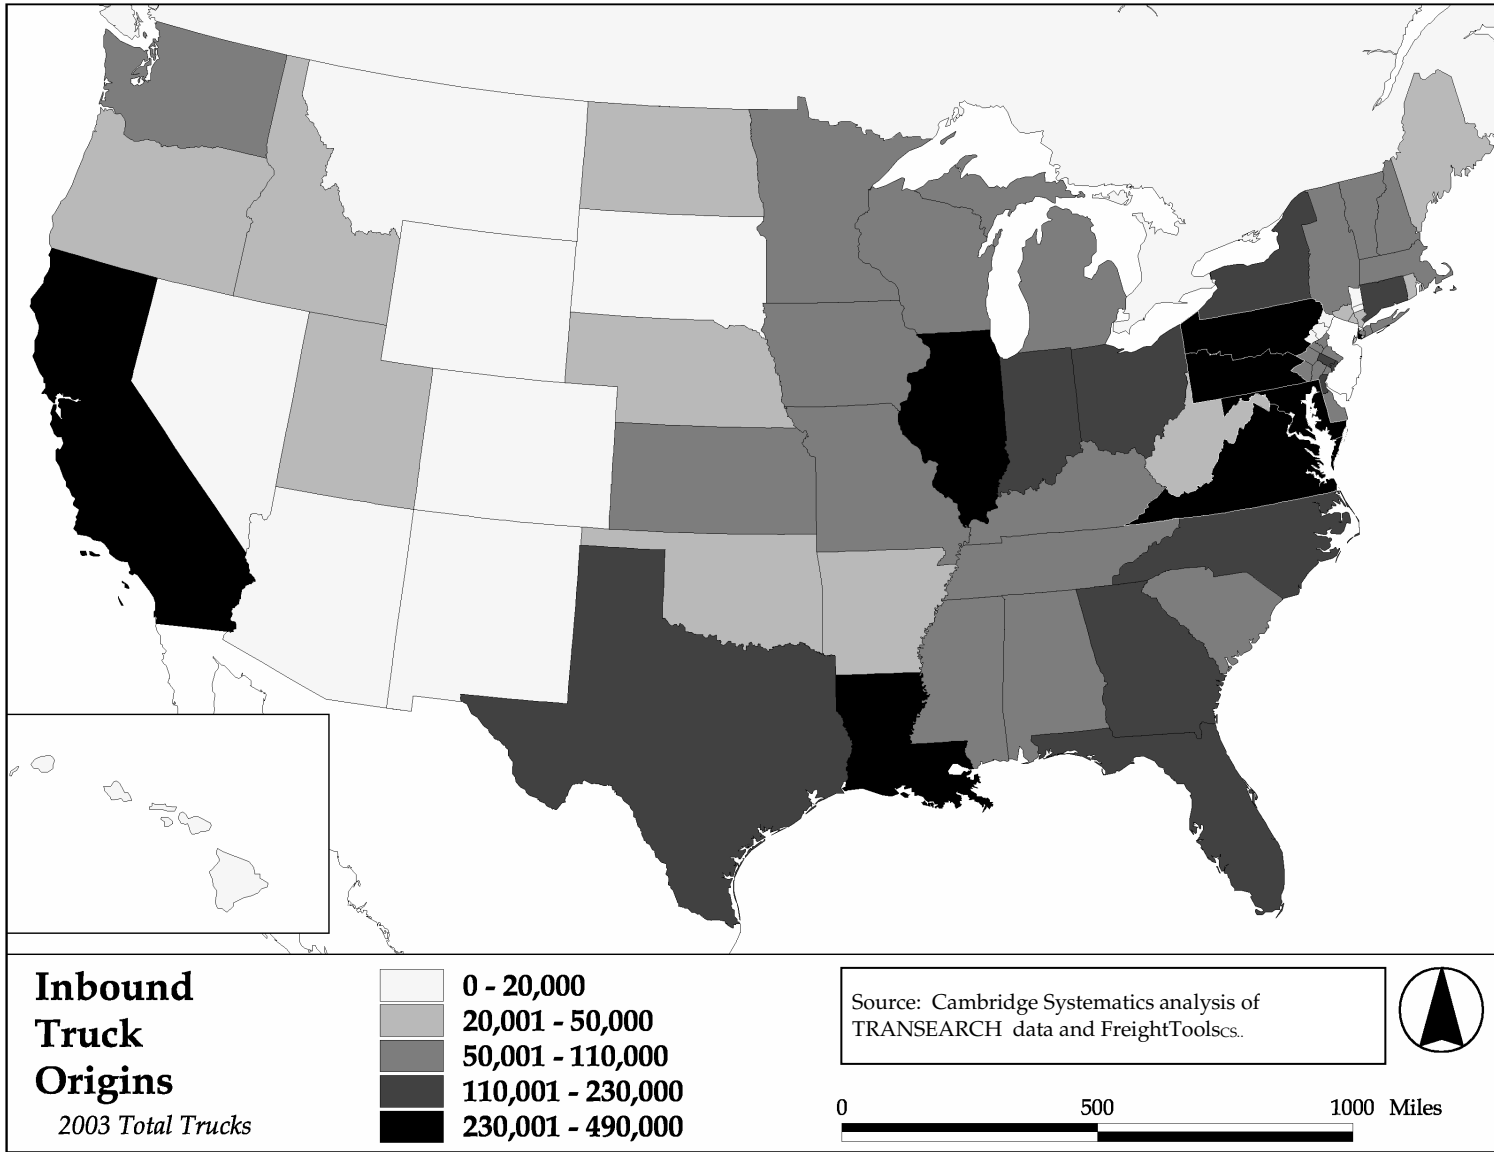 Inbound
Truck
Origins
2003 Total Trucks
0 - 20,000
20,001 - 50,000
50,001 - 110,000
110,001 - 230,000
230,001 - 490,000
Source: Cambridge Systematics analysis of
TRANSEARCH data and FreightToolsCS..
0 500 1000 Miles